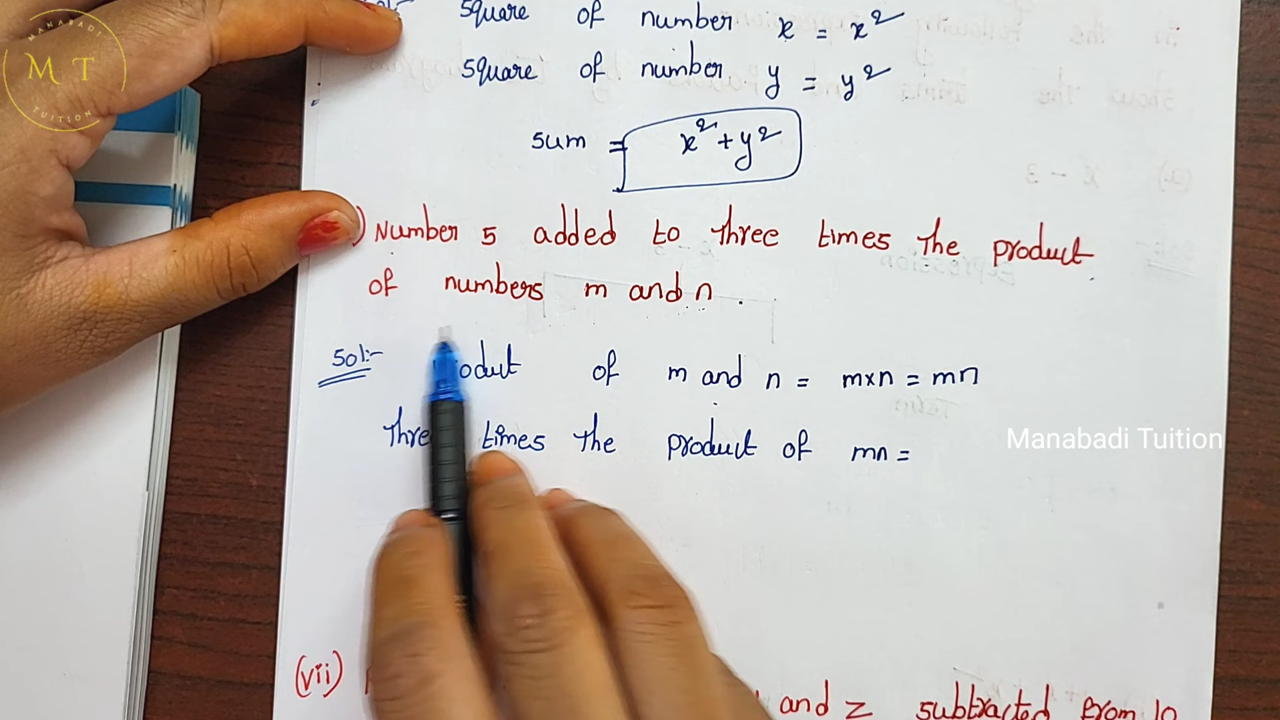 MANABADI
M T
TUITION
Square of number x = x²
Square of number y = y²
Sum = x² + y²
) Number 5 added to three times the product
of numbers m and n .
Sol:- of m and n = m×n = mn
times the product of mn =
Manabadi Tuition
(vii) and z subtracted from 10